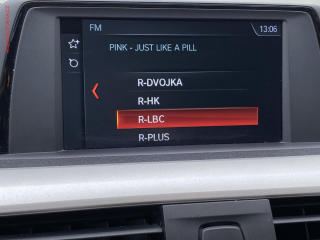 FM
13:06
PINK - JUST LIKE A PILL
R-DVOJKA
R-HK
R-LBC
R-PLUS